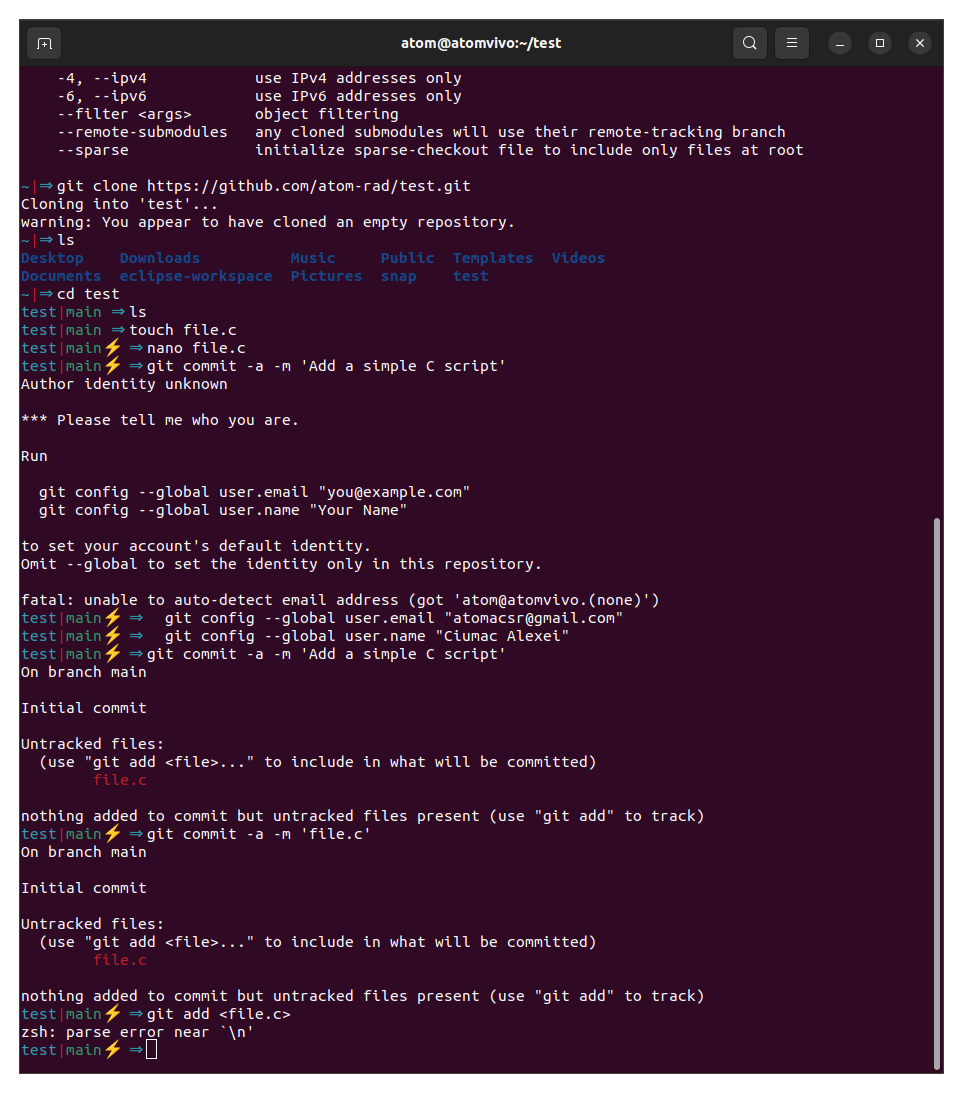 atom@atomvivo:~/test
    -4, --ipv4            use IPv4 addresses only
    -6, --ipv6            use IPv6 addresses only
    --filter <args>       object filtering
    --remote-submodules   any cloned submodules will use their remote-tracking branch
    --sparse              initialize sparse-checkout file to include only files at root
~|⇒ git clone https://github.com/atom-rad/test.git
Cloning into 'test'...
warning: You appear to have cloned an empty repository.
~|⇒ ls
Desktop    Downloads          Music     Public  Templates  Videos
Documents  eclipse-workspace  Pictures  snap    test
~|⇒ cd test
test|main ⇒ ls
test|main ⇒ touch file.c
test|main⚡ ⇒ nano file.c
test|main⚡ ⇒ git commit -a -m 'Add a simple C script'
Author identity unknown
*** Please tell me who you are.
Run
  git config --global user.email "you@example.com"
  git config --global user.name "Your Name"
to set your account's default identity.
Omit --global to set the identity only in this repository.
fatal: unable to auto-detect email address (got 'atom@atomvivo.(none)')
test|main⚡ ⇒   git config --global user.email "atomacsr@gmail.com"
test|main⚡ ⇒   git config --global user.name "Ciumac Alexei"
test|main⚡ ⇒ git commit -a -m 'Add a simple C script'
On branch main
Initial commit
Untracked files:
  (use "git add <file>..." to include in what will be committed)
        file.c
nothing added to commit but untracked files present (use "git add" to track)
test|main⚡ ⇒ git commit -a -m 'file.c'
On branch main
Initial commit
Untracked files:
  (use "git add <file>..." to include in what will be committed)
        file.c
nothing added to commit but untracked files present (use "git add" to track)
test|main⚡ ⇒ git add <file.c>
zsh: parse error near `\n'
test|main⚡ ⇒